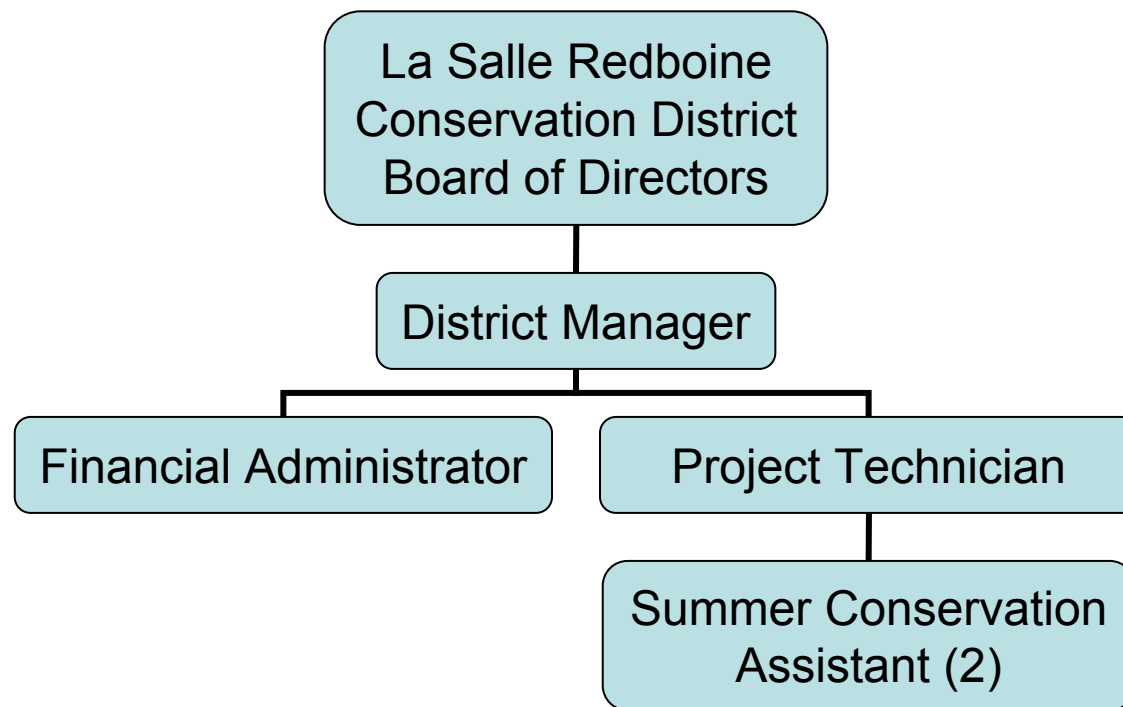 La Salle Redboine
Conservation District
Board of Directors
District Manager
Financial Administrator
Project Technician
Summer Conservation
Assistant (2)